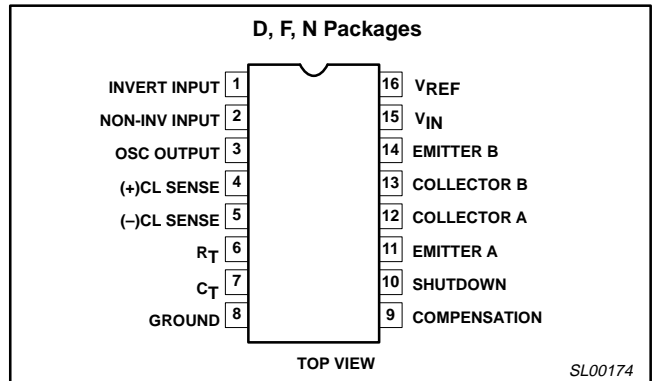 D, F, N Packages
INVERT INPUT 1
NON-INV INPUT 2
OSC OUTPUT 3
(+)CL SENSE 4
(–)CL SENSE 5
RT 6
CT 7
GROUND 8
16 VREF
15 VIN
14 EMITTER B
13 COLLECTOR B
12 COLLECTOR A
11 EMITTER A
10 SHUTDOWN
9 COMPENSATION
TOP VIEW
SL00174